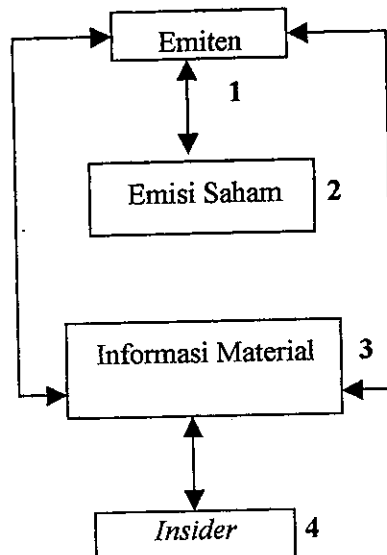 Emiten
1
Emisi Saham 2
Informasi Material 3
Insider 4